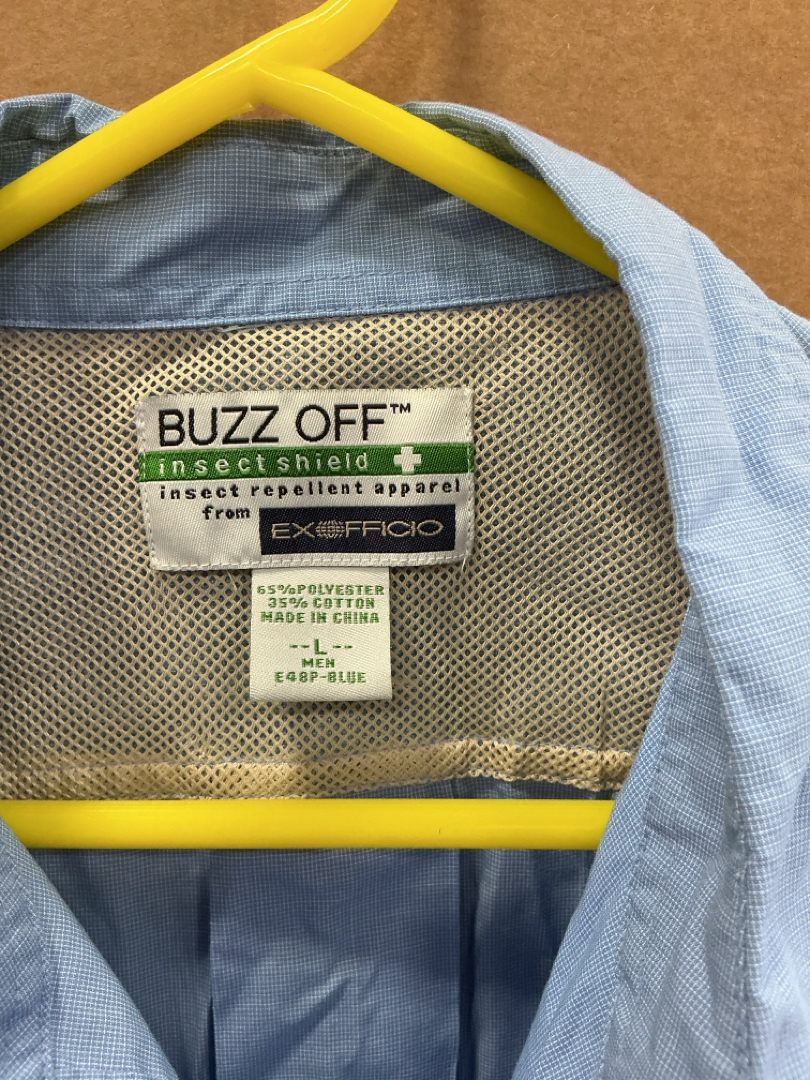 BUZZ OFF™
insect shield
insect repellent apparel
from EXOFFICIO
65%POLYESTER
35% COTTON
MADE IN CHINA
--L--
MEN
E48P-BLUE